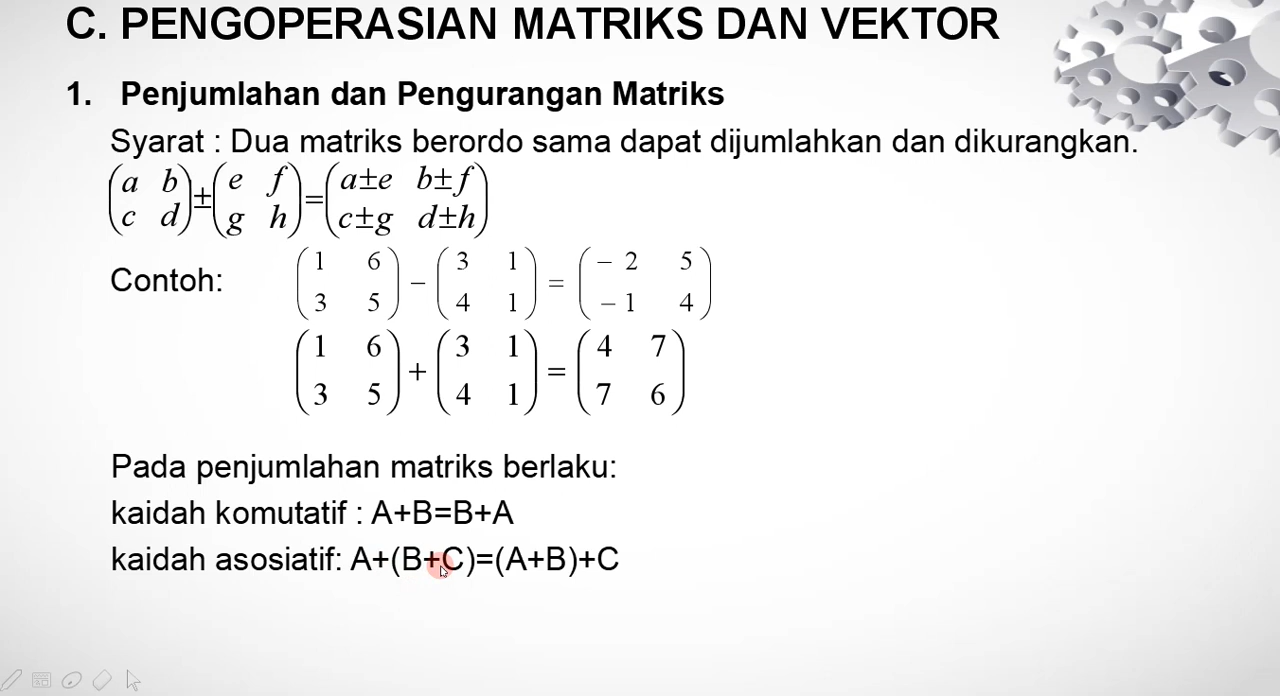 C. PENGOPERASIAN MATRIKS DAN VEKTOR
1. Penjumlahan dan Pengurangan Matriks
Syarat : Dua matriks berordo sama dapat dijumlahkan dan dikurangkan.
(a b) ± (e f) = (a±e b±f)
(c d) (g h) (c±g d±h)
Contoh:
(1 6) − (3 1) = (− 2 5)
(3 5) (4 1) (− 1 4)
(1 6) + (3 1) = (4 7)
(3 5) (4 1) (7 6)
Pada penjumlahan matriks berlaku:
kaidah komutatif : A+B=B+A
kaidah asosiatif: A+(B+C)=(A+B)+C